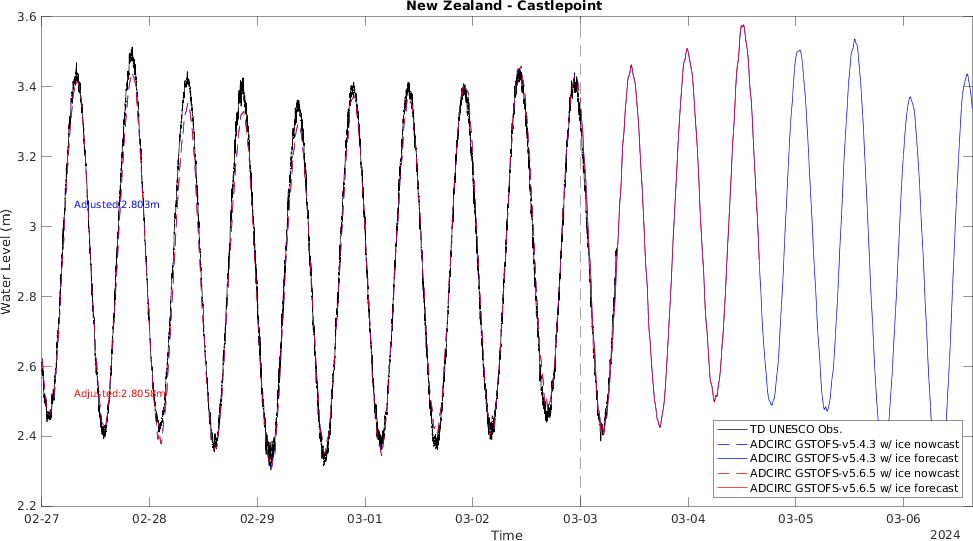 New Zealand - Castlepoint
3.6
3.4
3.2
3
2.8
2.6
2.4
2.2
Water Level (m)
Adjusted:2.803m
Adjusted:2.8058m
TD UNESCO Obs.
ADCIRC GSTOFS-v5.4.3 w/ ice nowcast
ADCIRC GSTOFS-v5.4.3 w/ ice forecast
ADCIRC GSTOFS-v5.6.5 w/ ice nowcast
ADCIRC GSTOFS-v5.6.5 w/ ice forecast
02-27 02-28 02-29 03-01 03-02 03-03 03-04 03-05 03-06
Time
2024